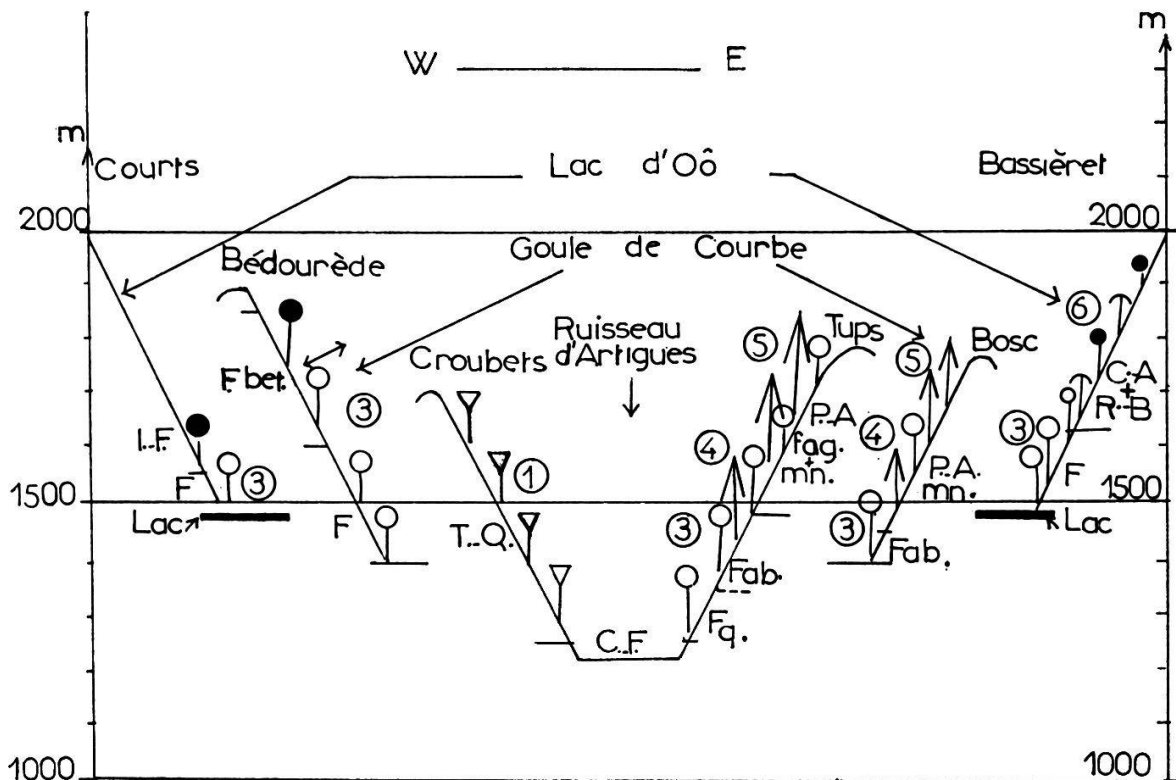 m
W E
m
Courts Lac d'Oô Bassièret
2000 2000
Bédourède Goule de Courbe
⑥
Ruisseau
d'Artigues
Croubets
⑤ Tups ⑤ Bosc
F bet. ③
C.-A
+
R.-B
I.-F. ③ ① ④ P.-A
fag.
+
mn. ④ P.-A.
mn. ③
F F
1500 1500
Lac F T.-Q. ③ Fab. ③ Fab. Lac
C.-F. Fq.
1000 1000